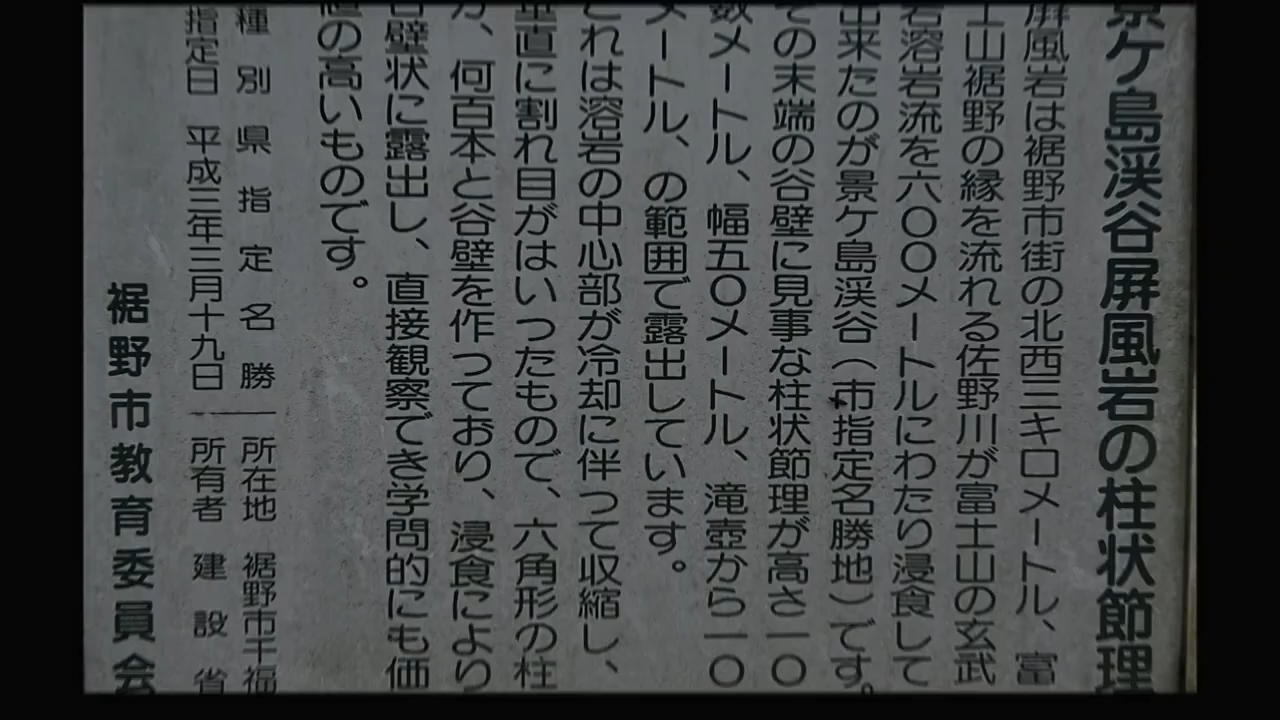 景ケ島渓谷屏風岩の柱状節理
屏風岩は裾野市街の北西三キロメートル、富
士山裾野の縁を流れる佐野川が富士山の玄武
岩溶岩流を六〇〇メートルにわたり浸食して
出来たのが景ケ島渓谷(市指定名勝地)です。
その末端の谷壁に見事な柱状節理が高さ一〇
数メートル、幅五〇メートル、滝壺から一〇
メートル、の範囲で露出しています。
これは溶岩の中心部が冷却に伴って収縮し、
垂直に割れ目がはいったもので、六角形の柱
が、何百本と谷壁を作っており、浸食により
岩壁状に露出し、直接観察でき学問的にも価
値の高いものです。
種別 県指定名勝 所在地 裾野市千福
指定日 平成三年三月十九日 所有者 建設省
裾野市教育委員会